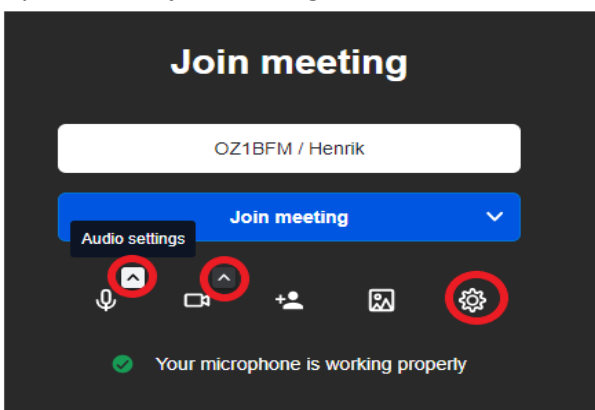 Join meeting
OZ1BFM / Henrik
Join meeting
Audio settings
Your microphone is working properly